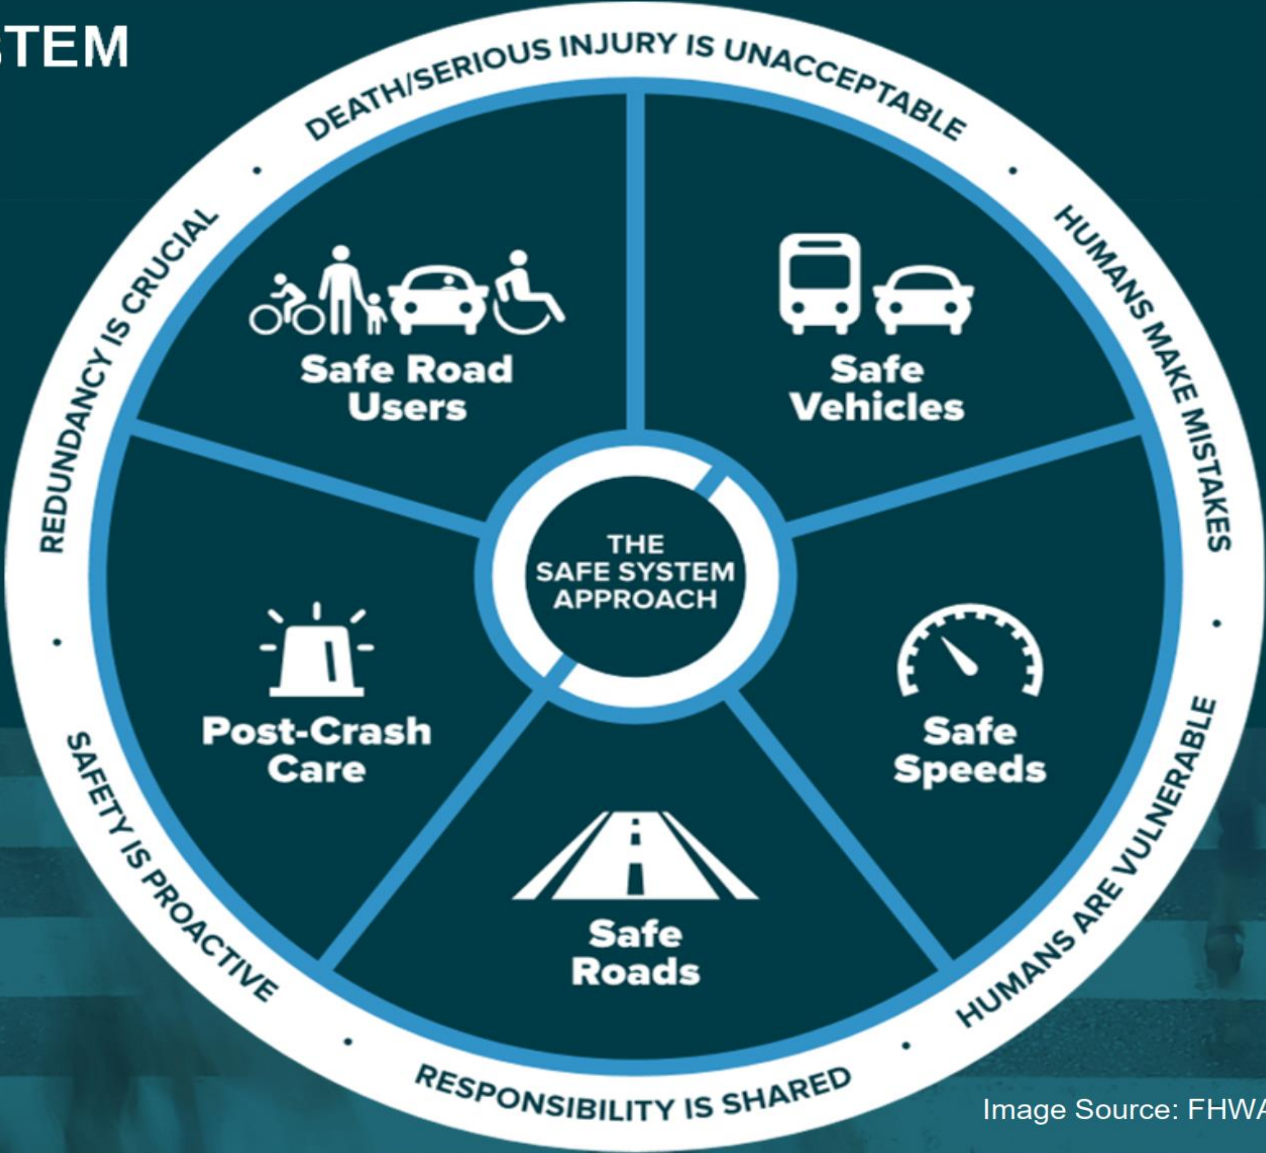 STEM
DEATH/SERIOUS INJURY IS UNACCEPTABLE
HUMANS MAKE MISTAKES
HUMANS ARE VULNERABLE
RESPONSIBILITY IS SHARED
SAFETY IS PROACTIVE
REDUNDANCY IS CRUCIAL
Safe Road
Users
Safe
Vehicles
THE
SAFE SYSTEM
APPROACH
Post-Crash
Care
Safe
Speeds
Safe
Roads
Image Source: FHWA